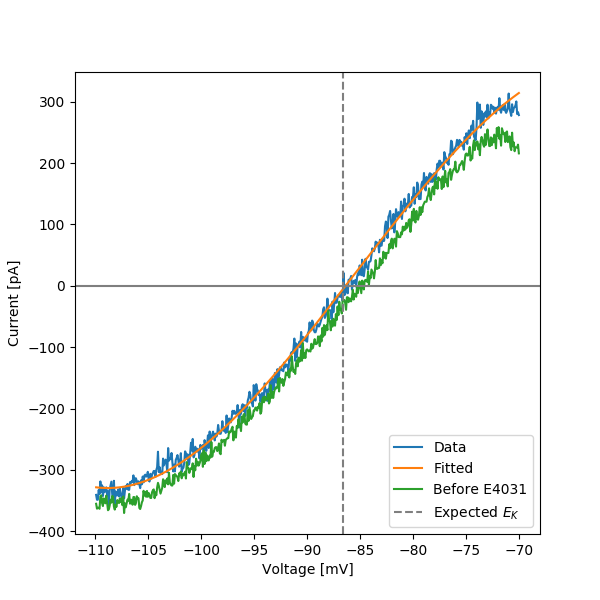 300
200
100
0
−100
−200
−300
−400
Current [pA]
Data
Fitted
Before E4031
Expected E_K
−110 −105 −100 −95 −90 −85 −80 −75 −70
Voltage [mV]